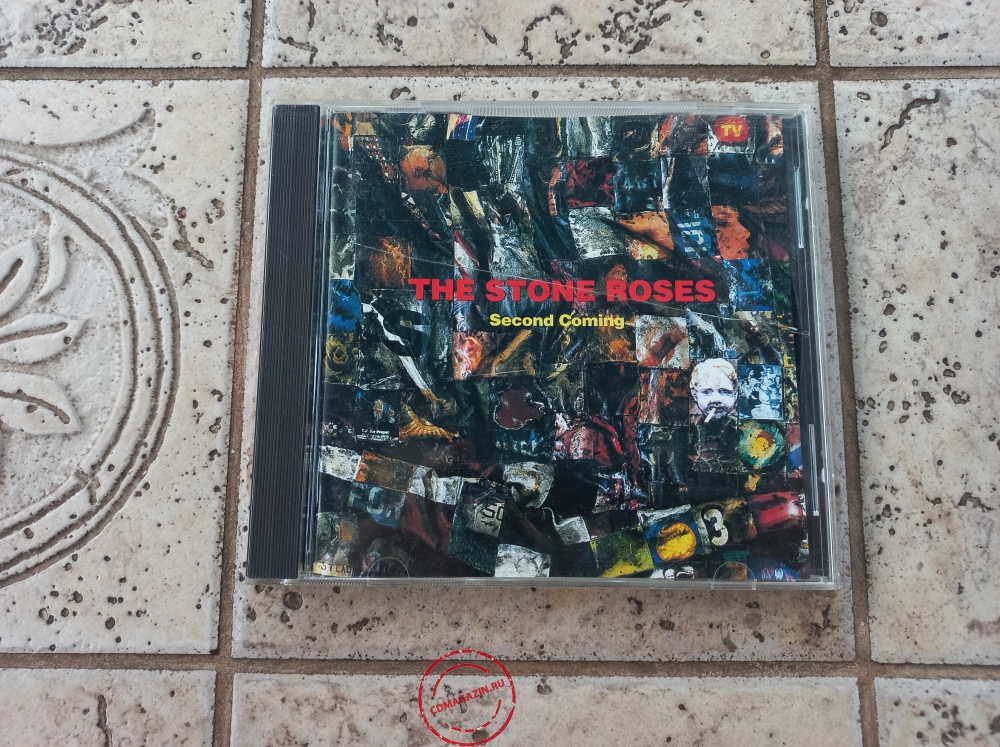 TV
THE STONE ROSES
Second Coming
3
CDMAGAZIN.RU